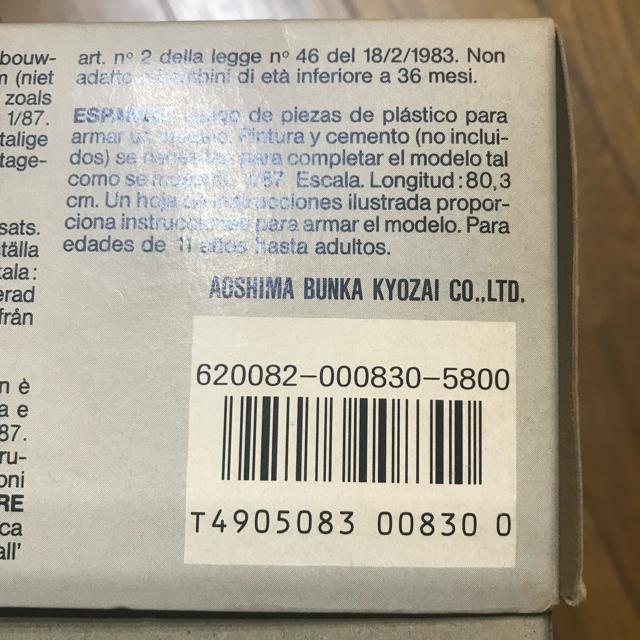 bouw-
m (niet
zoals
1/87.
talige
tage-
sats.
ställa
kala:
erad
från
n è
a e
87.
ru-
oni
RE
ca
all'
art. nº 2 della legge nº 46 del 18/2/1983. Non
adatto a bambini di età inferiore a 36 mesi.
ESPAÑOL: Juego de piezas de plástico para
armar un modelo. Pintura y cemento (no inclui-
dos) se necesitan para completar el modelo tal
como se muestra. 1/87. Escala. Longitud: 80,3
cm. Un hoja de instrucciones ilustrada propor-
ciona instrucciones para armar el modelo. Para
edades de 11 años hasta adultos.
AOSHIMA BUNKA KYOZAI CO.,LTD.
620082-000830-5800
T4905083 00830 0